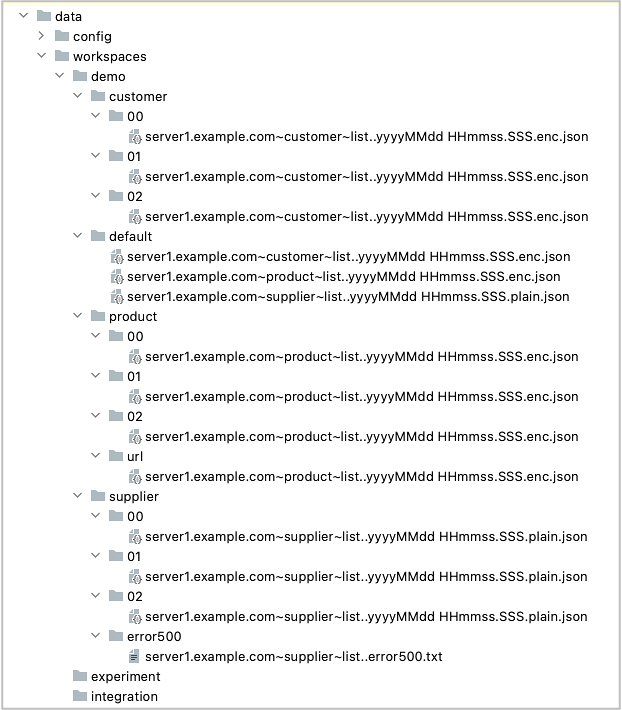 data
config
workspaces
demo
customer
00
server1.example.com~customer~list..yyyyMMdd HHmmss.SSS.enc.json
01
server1.example.com~customer~list..yyyyMMdd HHmmss.SSS.enc.json
02
server1.example.com~customer~list..yyyyMMdd HHmmss.SSS.enc.json
default
server1.example.com~customer~list..yyyyMMdd HHmmss.SSS.enc.json
server1.example.com~product~list..yyyyMMdd HHmmss.SSS.enc.json
server1.example.com~supplier~list..yyyyMMdd HHmmss.SSS.plain.json
product
00
server1.example.com~product~list..yyyyMMdd HHmmss.SSS.enc.json
01
server1.example.com~product~list..yyyyMMdd HHmmss.SSS.enc.json
02
server1.example.com~product~list..yyyyMMdd HHmmss.SSS.enc.json
url
server1.example.com~product~list..yyyyMMdd HHmmss.SSS.enc.json
supplier
00
server1.example.com~supplier~list..yyyyMMdd HHmmss.SSS.plain.json
01
server1.example.com~supplier~list..yyyyMMdd HHmmss.SSS.plain.json
02
server1.example.com~supplier~list..yyyyMMdd HHmmss.SSS.plain.json
error500
server1.example.com~supplier~list..error500.txt
experiment
integration